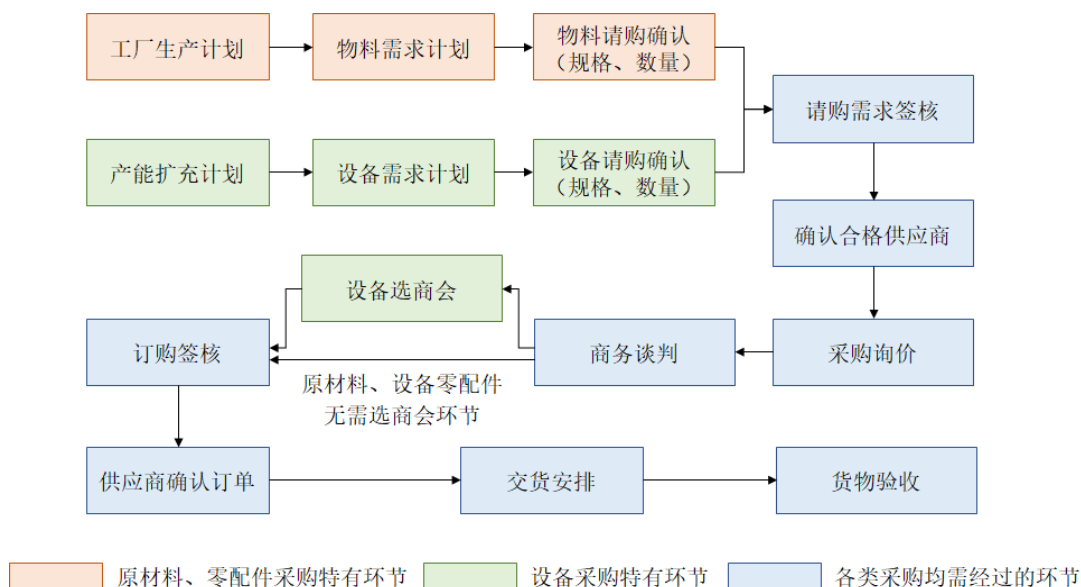 工厂生产计划
物料需求计划
物料请购确认
（规格、数量）
请购需求签核
产能扩充计划
设备需求计划
设备请购确认
（规格、数量）
确认合格供应商
设备选商会
订购签核
商务谈判
采购询价
原材料、设备零配件
无需选商会环节
供应商确认订单
交货安排
货物验收
原材料、零配件采购特有环节
设备采购特有环节
各类采购均需经过的环节